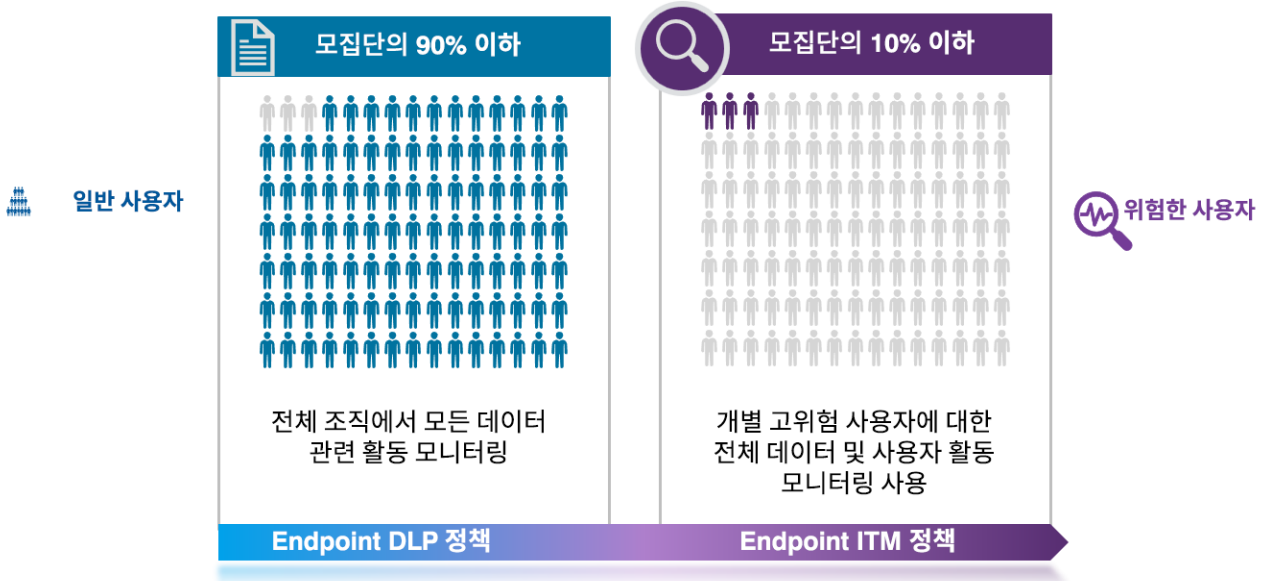 모집단의 90% 이하
모집단의 10% 이하
일반 사용자
위험한 사용자
전체 조직에서 모든 데이터
관련 활동 모니터링
개별 고위험 사용자에 대한
전체 데이터 및 사용자 활동
모니터링 사용
Endpoint DLP 정책
Endpoint ITM 정책